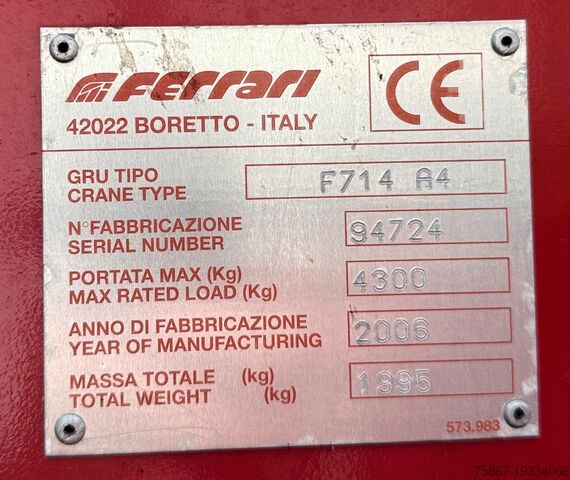 Ferrari
CE
42022 BORETTO - ITALY
GRU TIPO
CRANE TYPE
F714 A4
N°FABBRICAZIONE
SERIAL NUMBER
94724
PORTATA MAX (Kg)
MAX RATED LOAD (Kg)
4300
ANNO DI FABBRICAZIONE
YEAR OF MANUFACTURING
2006
MASSA TOTALE (kg)
TOTAL WEIGHT (kg)
1995
573.983
75867-19334066